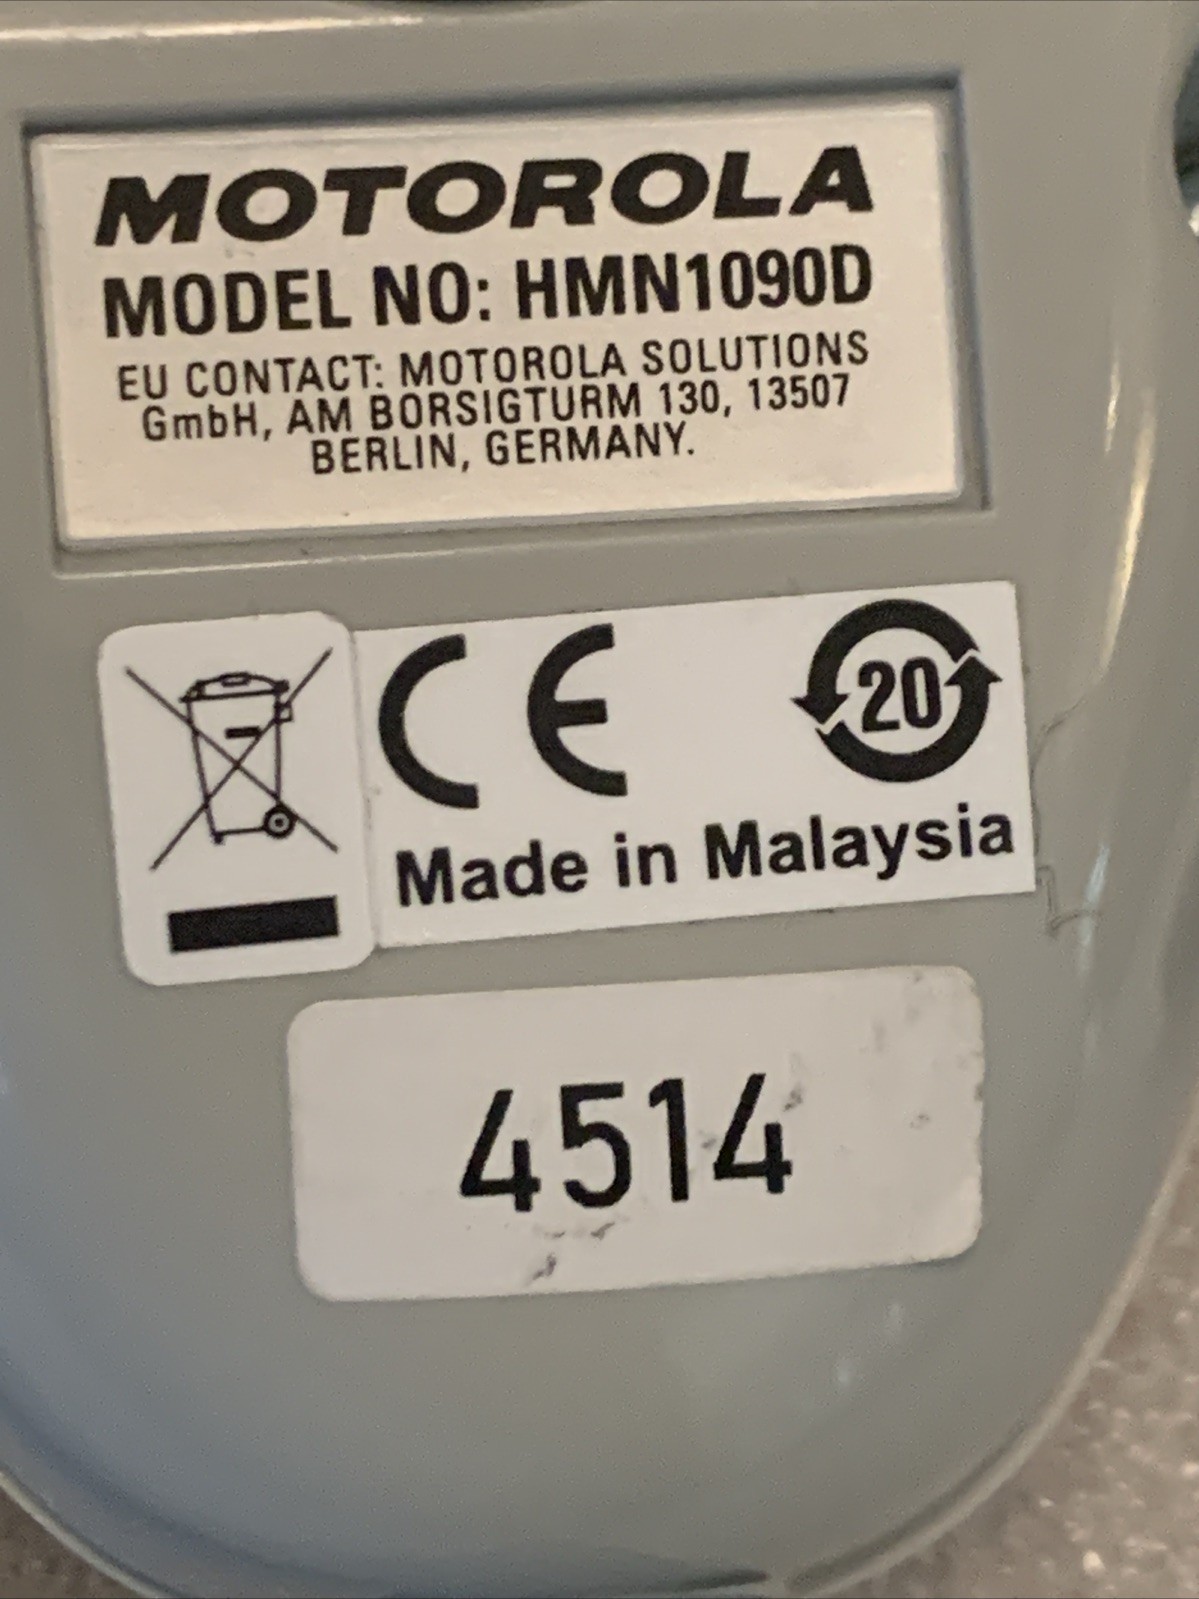 MOTOROLA
MODEL NO: HMN1090D
EU CONTACT: MOTOROLA SOLUTIONS
GmbH, AM BORSIGTURM 130, 13507
BERLIN, GERMANY.
CE 20
Made in Malaysia
4514